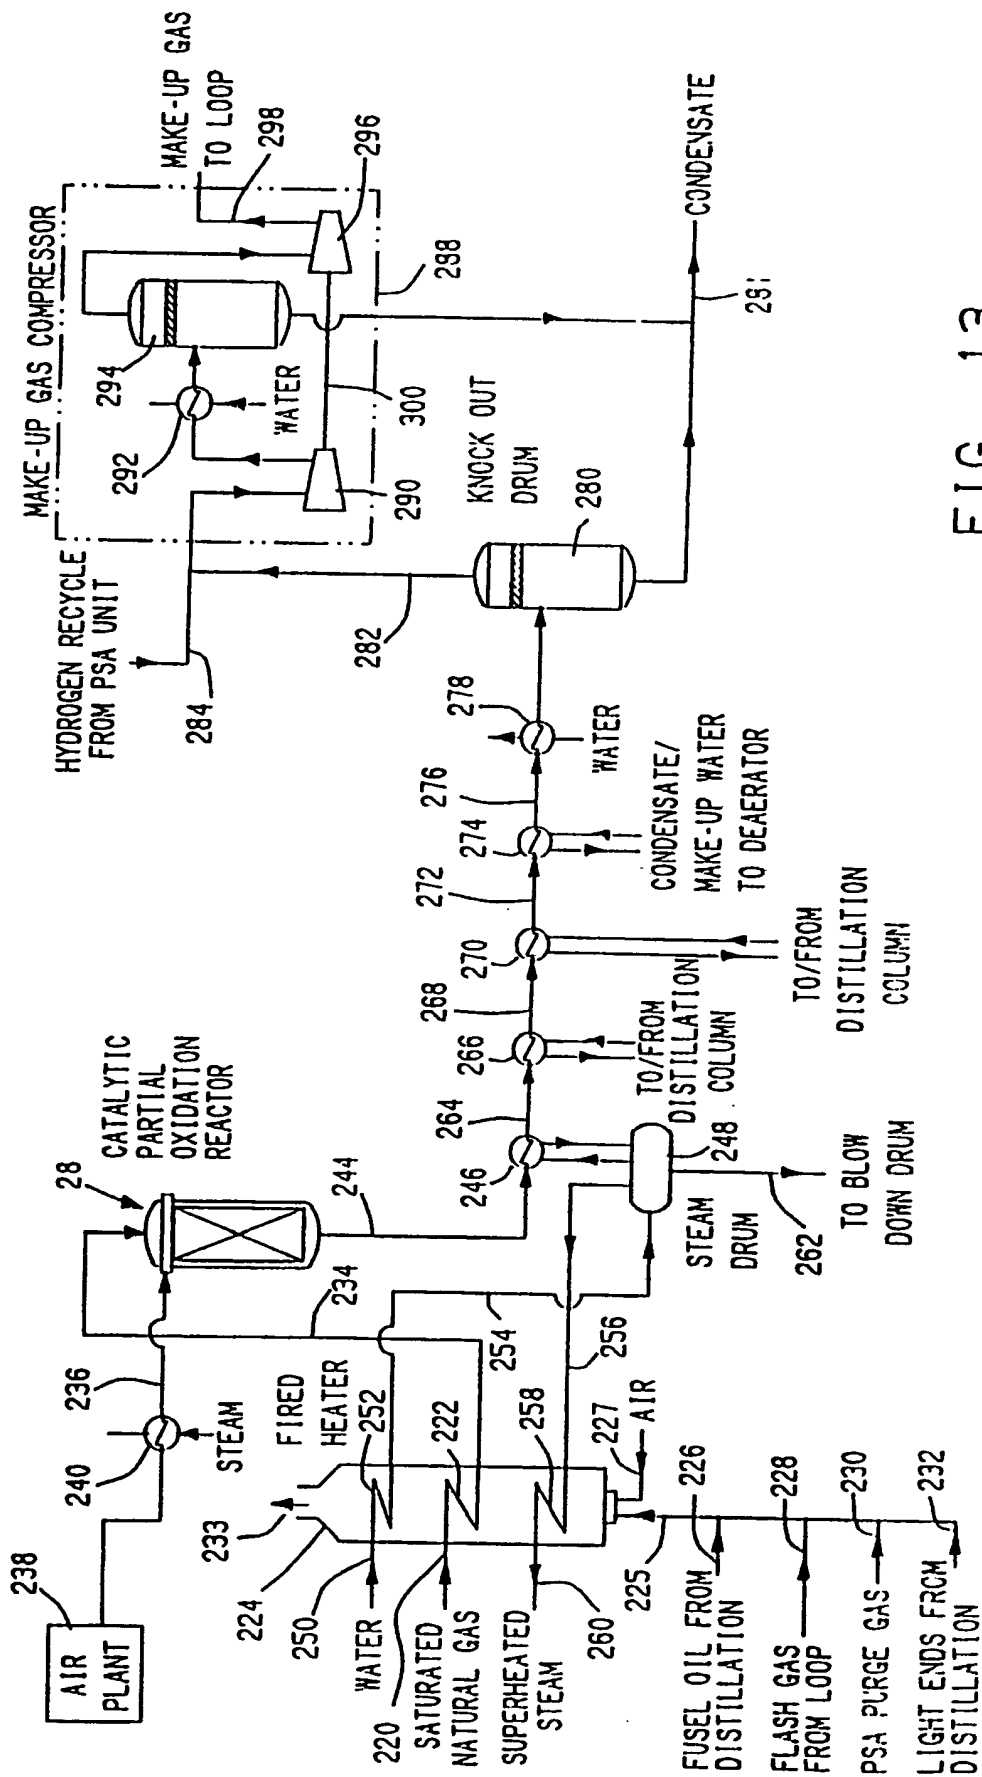 238
AIR
PLANT
240
236
STEAM
28
CATALYTIC
PARTIAL
OXIDATION
REACTOR
234
244
233
224
FIRED
HEATER
250
252
WATER
220
SATURATED
NATURAL GAS
222
SUPERHEATED
STEAM
260
258
254
256
227
AIR
225
226
FUSEL OIL FROM
DISTILLATION
228
FLASH GAS
FROM LOOP
230
PSA PURGE GAS
232
LIGHT ENDS FROM
DISTILLATION
246
248
STEAM
DRUM
262
TO BLOW
DOWN DRUM
264
266
TO/FROM
DISTILLATION
COLUMN
268
270
TO/FROM
DISTILLATION
COLUMN
272
274
CONDENSATE/
MAKE-UP WATER
TO DEAERATOR
276
278
WATER
KNOCK OUT
DRUM
280
282
HYDROGEN RECYCLE
FROM PSA UNIT
284
MAKE-UP GAS COMPRESSOR
292
294
WATER
290
300
288
296
298
MAKE-UP GAS
TO LOOP
281
CONDENSATE
FIG. 13